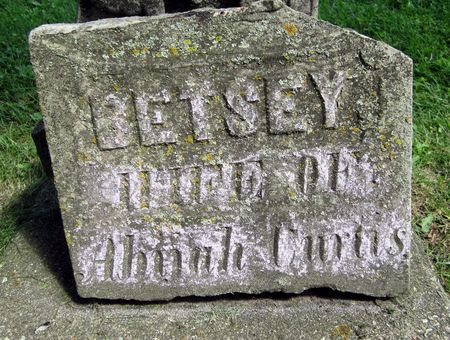 BETSEY,
WIFE OF
Abijah Curtis.